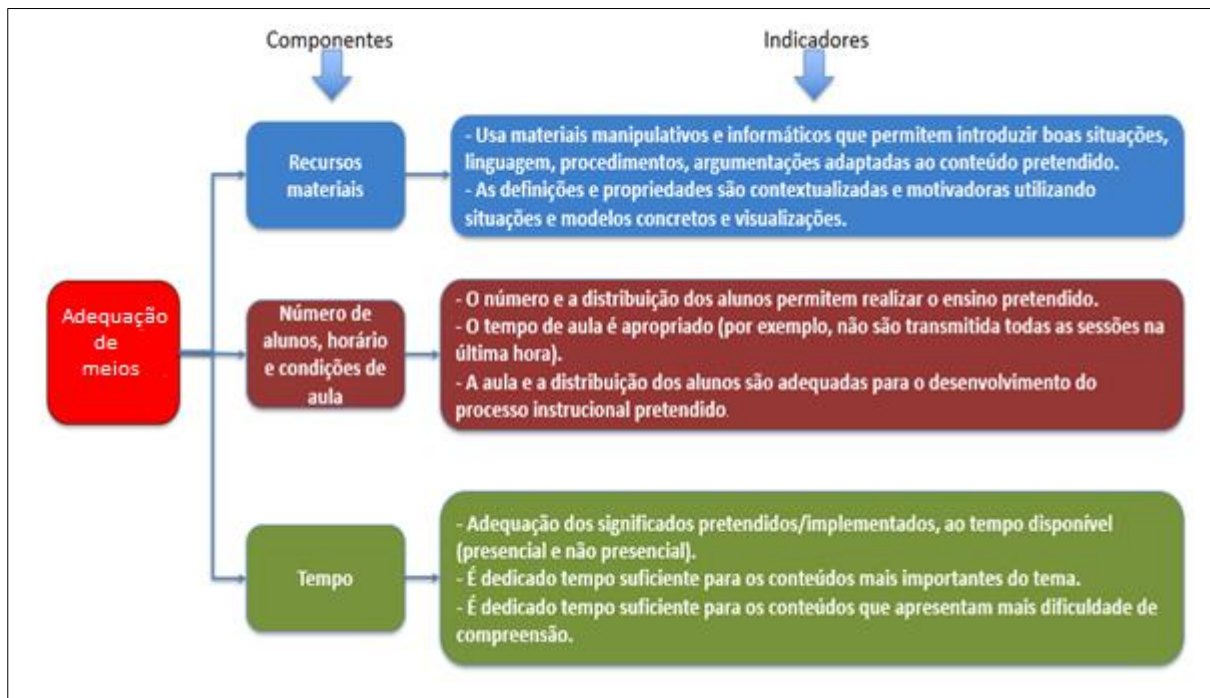 Componentes
Indicadores
Recursos
materiais
- Usa materiais manipulativos e informáticos que permitem introduzir boas situações,
linguagem, procedimentos, argumentações adaptadas ao conteúdo pretendido.
- As definições e propriedades são contextualizadas e motivadoras utilizando
situações e modelos concretos e visualizações.
Adequação
de
meios
Número de
alunos, horário
e condições de
aula
- O número e a distribuição dos alunos permitem realizar o ensino pretendido.
- O tempo de aula é apropriado (por exemplo, não são transmitida todas as sessões na
última hora).
- A aula e a distribuição dos alunos são adequadas para o desenvolvimento do
processo instrucional pretendido.
Tempo
- Adequação dos significados pretendidos/implementados, ao tempo disponível
(presencial e não presencial).
- É dedicado tempo suficiente para os conteúdos mais importantes do tema.
- É dedicado tempo suficiente para os conteúdos que apresentam mais dificuldade de
compreensão.